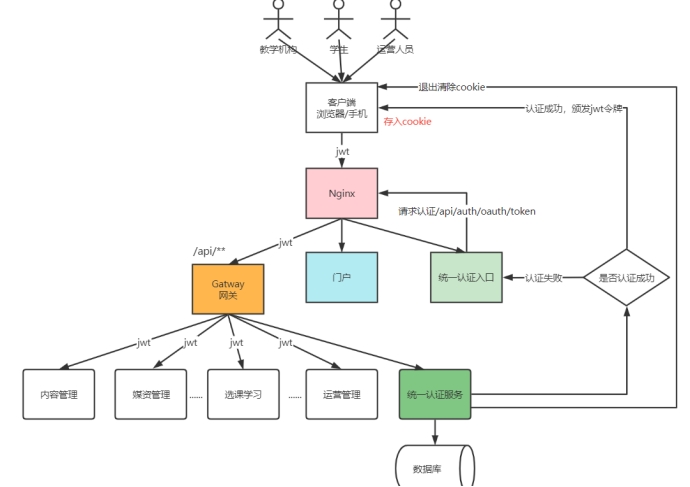 教学机构
学生
运营人员
退出清除cookie
客户端
浏览器/手机
认证成功，颁发jwt令牌
存入cookie
jwt
Nginx
请求认证/api/auth/oauth/token
jwt
/api/**
Gatway
网关
门户
统一认证入口
认证失败
是否认证成功
jwt
jwt
jwt
jwt
内容管理
媒资管理
......
选课学习
......
运营管理
统一认证服务
数据库